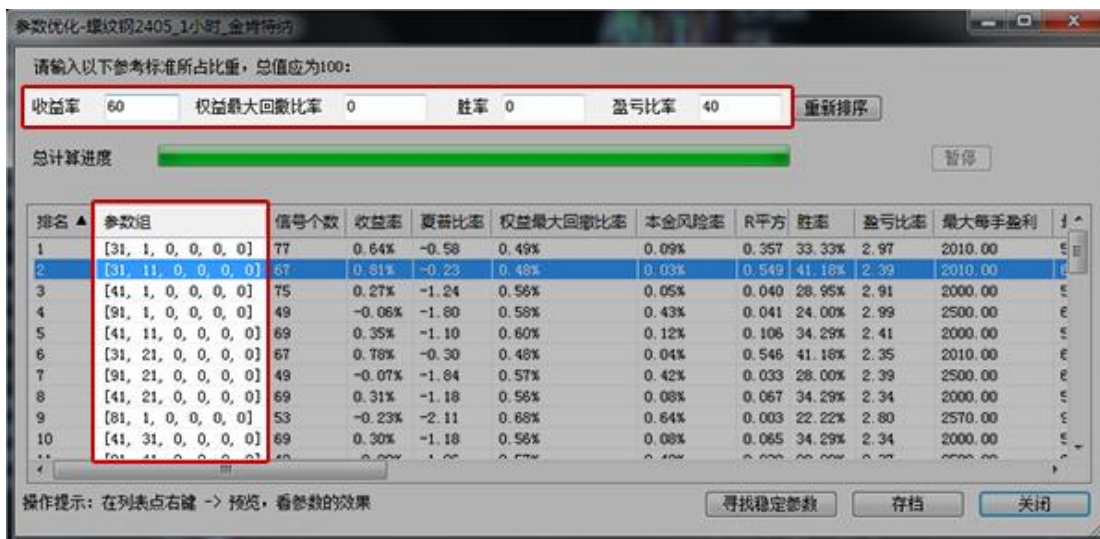 参数优化-螺纹钢2405_1小时_金肯特纳
请输入以下参考标准所占比重，总值应为100：
收益率 60 权益最大回撤比率 0 胜率 0 盈亏比率 40 重新排序
总计算进度 暂停
排名 ▲ 参数组 信号个数 收益率 夏普比率 权益最大回撤比率 本金风险率 R平方 胜率 盈亏比率 最大每手盈利
1 [31, 1, 0, 0, 0, 0] 77 0.64% -0.58 0.49% 0.09% 0.357 33.33% 2.97 2010.00
2 [31, 11, 0, 0, 0, 0] 67 0.81% -0.23 0.48% 0.03% 0.549 41.18% 2.39 2010.00
3 [41, 1, 0, 0, 0, 0] 75 0.27% -1.24 0.56% 0.05% 0.040 28.95% 2.91 2000.00
4 [91, 1, 0, 0, 0, 0] 49 -0.06% -1.80 0.58% 0.43% 0.041 24.00% 2.99 2500.00
5 [41, 11, 0, 0, 0, 0] 69 0.35% -1.10 0.60% 0.12% 0.106 34.29% 2.41 2000.00
6 [31, 21, 0, 0, 0, 0] 67 0.78% -0.30 0.48% 0.04% 0.546 41.18% 2.35 2010.00
7 [91, 21, 0, 0, 0, 0] 49 -0.07% -1.84 0.57% 0.42% 0.033 28.00% 2.39 2500.00
8 [41, 21, 0, 0, 0, 0] 69 0.31% -1.18 0.56% 0.08% 0.067 34.29% 2.34 2000.00
9 [81, 1, 0, 0, 0, 0] 53 -0.23% -2.11 0.68% 0.64% 0.003 22.22% 2.80 2570.00
10 [41, 31, 0, 0, 0, 0] 69 0.30% -1.18 0.56% 0.08% 0.065 34.29% 2.34 2000.00
操作提示：在列表点右键 -> 预览，看参数的效果 寻找稳定参数 存档 关闭